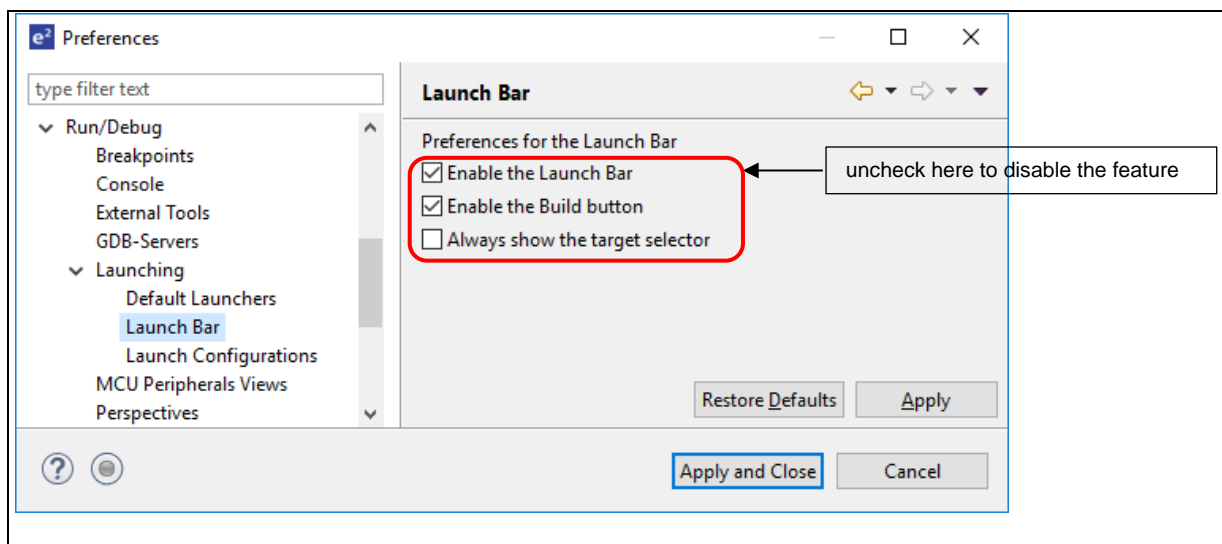 e² Preferences
type filter text
Run/Debug
Breakpoints
Console
External Tools
GDB-Servers
Launching
Default Launchers
Launch Bar
Launch Configurations
MCU Peripherals Views
Perspectives
Launch Bar
Preferences for the Launch Bar
Enable the Launch Bar
Enable the Build button
Always show the target selector
uncheck here to disable the feature
Restore Defaults
Apply
?
Apply and Close
Cancel